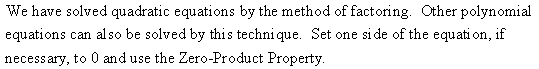 We have solved quadratic equations by the method of factoring. Other polynomial
equations can also be solved by this technique. Set one side of the equation, if
necessary, to 0 and use the Zero-Product Property.